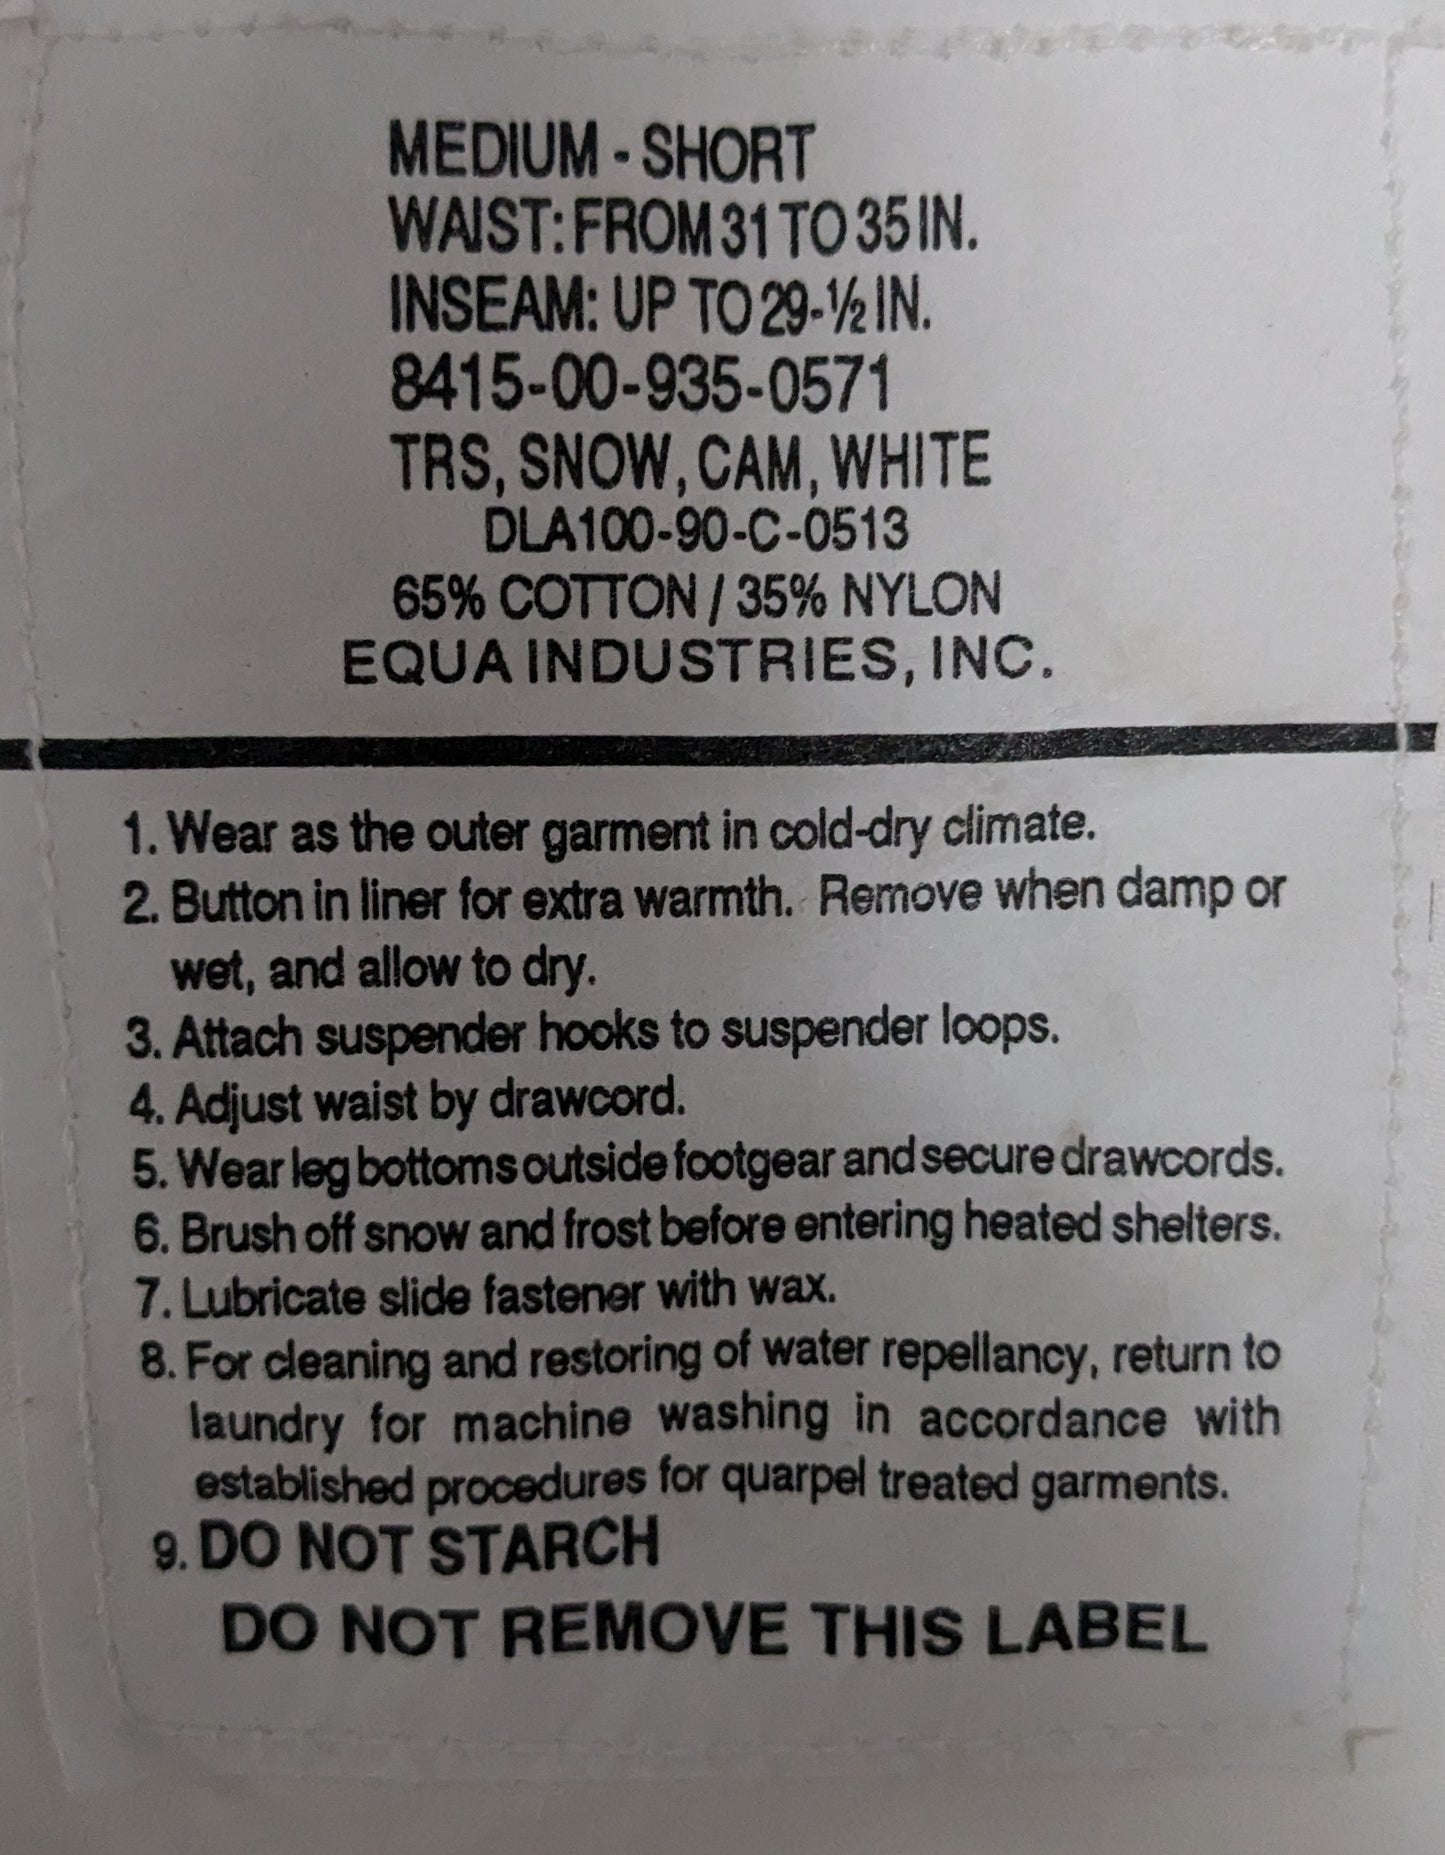 MEDIUM - SHORT
WAIST: FROM 31 TO 35 IN.
INSEAM: UP TO 29-½ IN.
8415-00-935-0571
TRS, SNOW, CAM, WHITE
DLA100-90-C-0513
65% COTTON / 35% NYLON
EQUA INDUSTRIES, INC.
1. Wear as the outer garment in cold-dry climate.
2. Button in liner for extra warmth. Remove when damp or
wet, and allow to dry.
3. Attach suspender hooks to suspender loops.
4. Adjust waist by drawcord.
5. Wear leg bottoms outside footgear and secure drawcords.
6. Brush off snow and frost before entering heated shelters.
7. Lubricate slide fastener with wax.
8. For cleaning and restoring of water repellancy, return to
laundry for machine washing in accordance with
established procedures for quarpel treated garments.
9. DO NOT STARCH
DO NOT REMOVE THIS LABEL